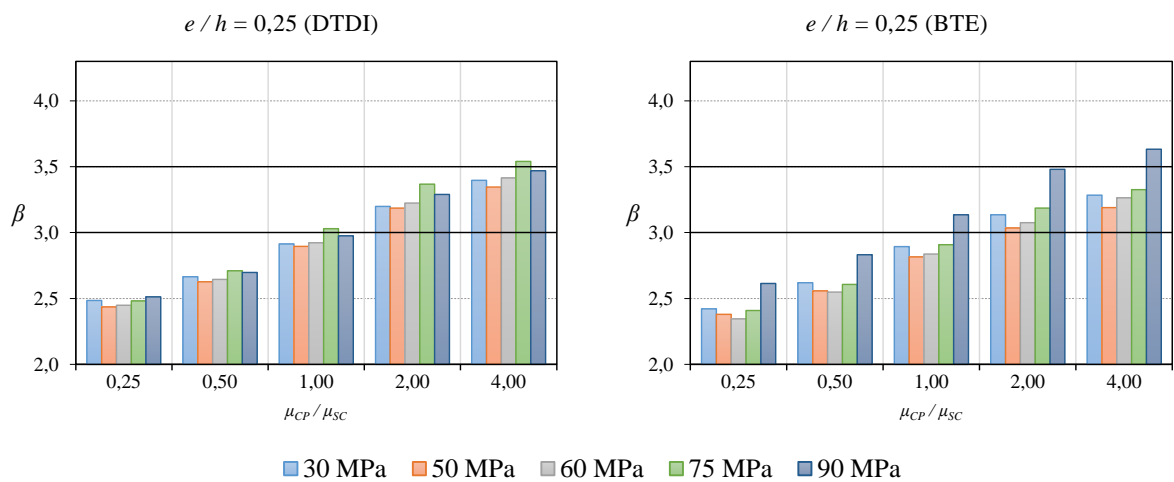 e / h = 0,25 (DTDI)
4,0
3,5
β
3,0
2,5
2,0
0,25 0,50 1,00 2,00 4,00
μCP / μSC
e / h = 0,25 (BTE)
4,0
3,5
β
3,0
2,5
2,0
0,25 0,50 1,00 2,00 4,00
μCP / μSC
30 MPa 50 MPa 60 MPa 75 MPa 90 MPa